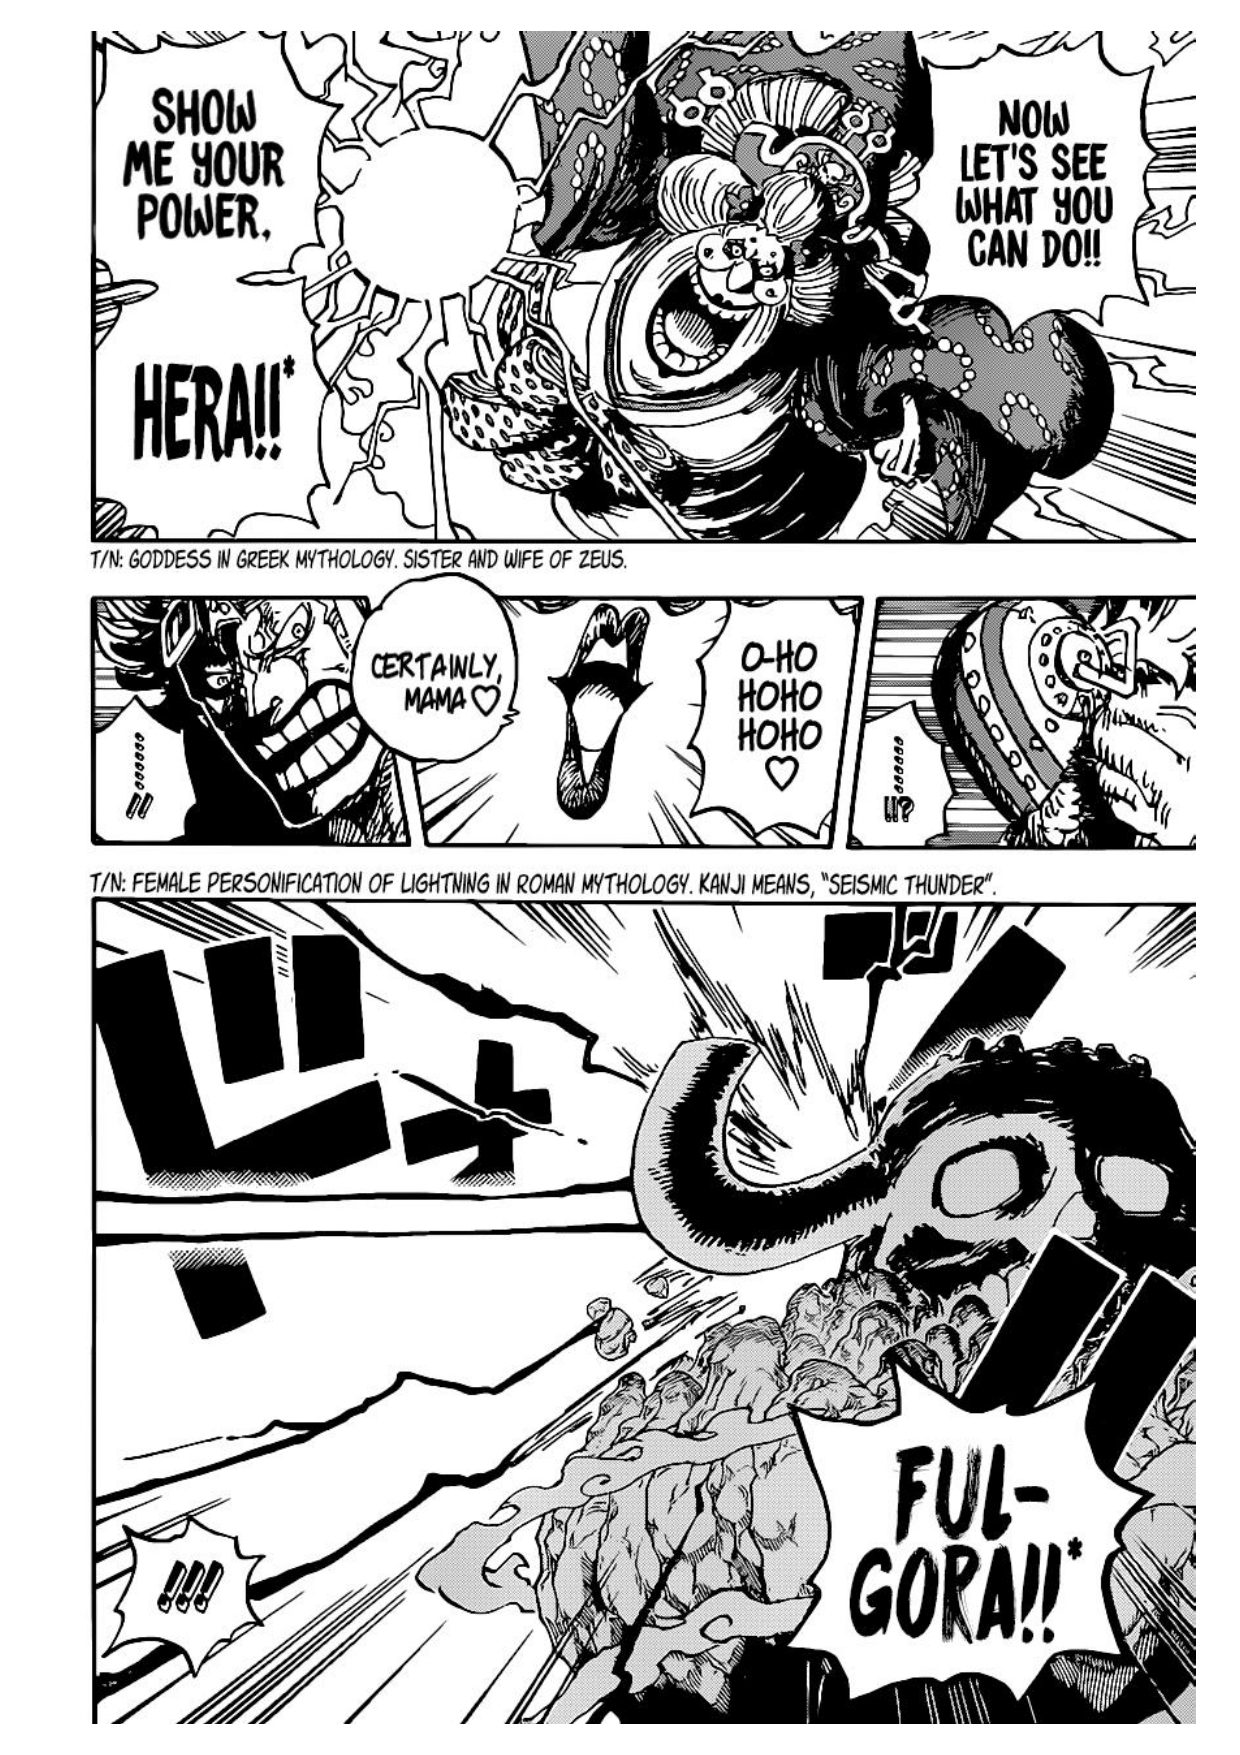 NOW
LET'S SEE
WHAT YOU
CAN DO!!
SHOW
ME YOUR
POWER,
HERA!!*
T/N: GODDESS IN GREEK MYTHOLOGY. SISTER AND WIFE OF ZEUS.
......!!?
O-HO
HOHO
HOHO
♡
CERTAINLY,
MAMA♡
......!!
T/N: FEMALE PERSONIFICATION OF LIGHTNING IN ROMAN MYTHOLOGY. KANJI MEANS, "SEISMIC THUNDER".
FUL-
GORA!!*
!!!